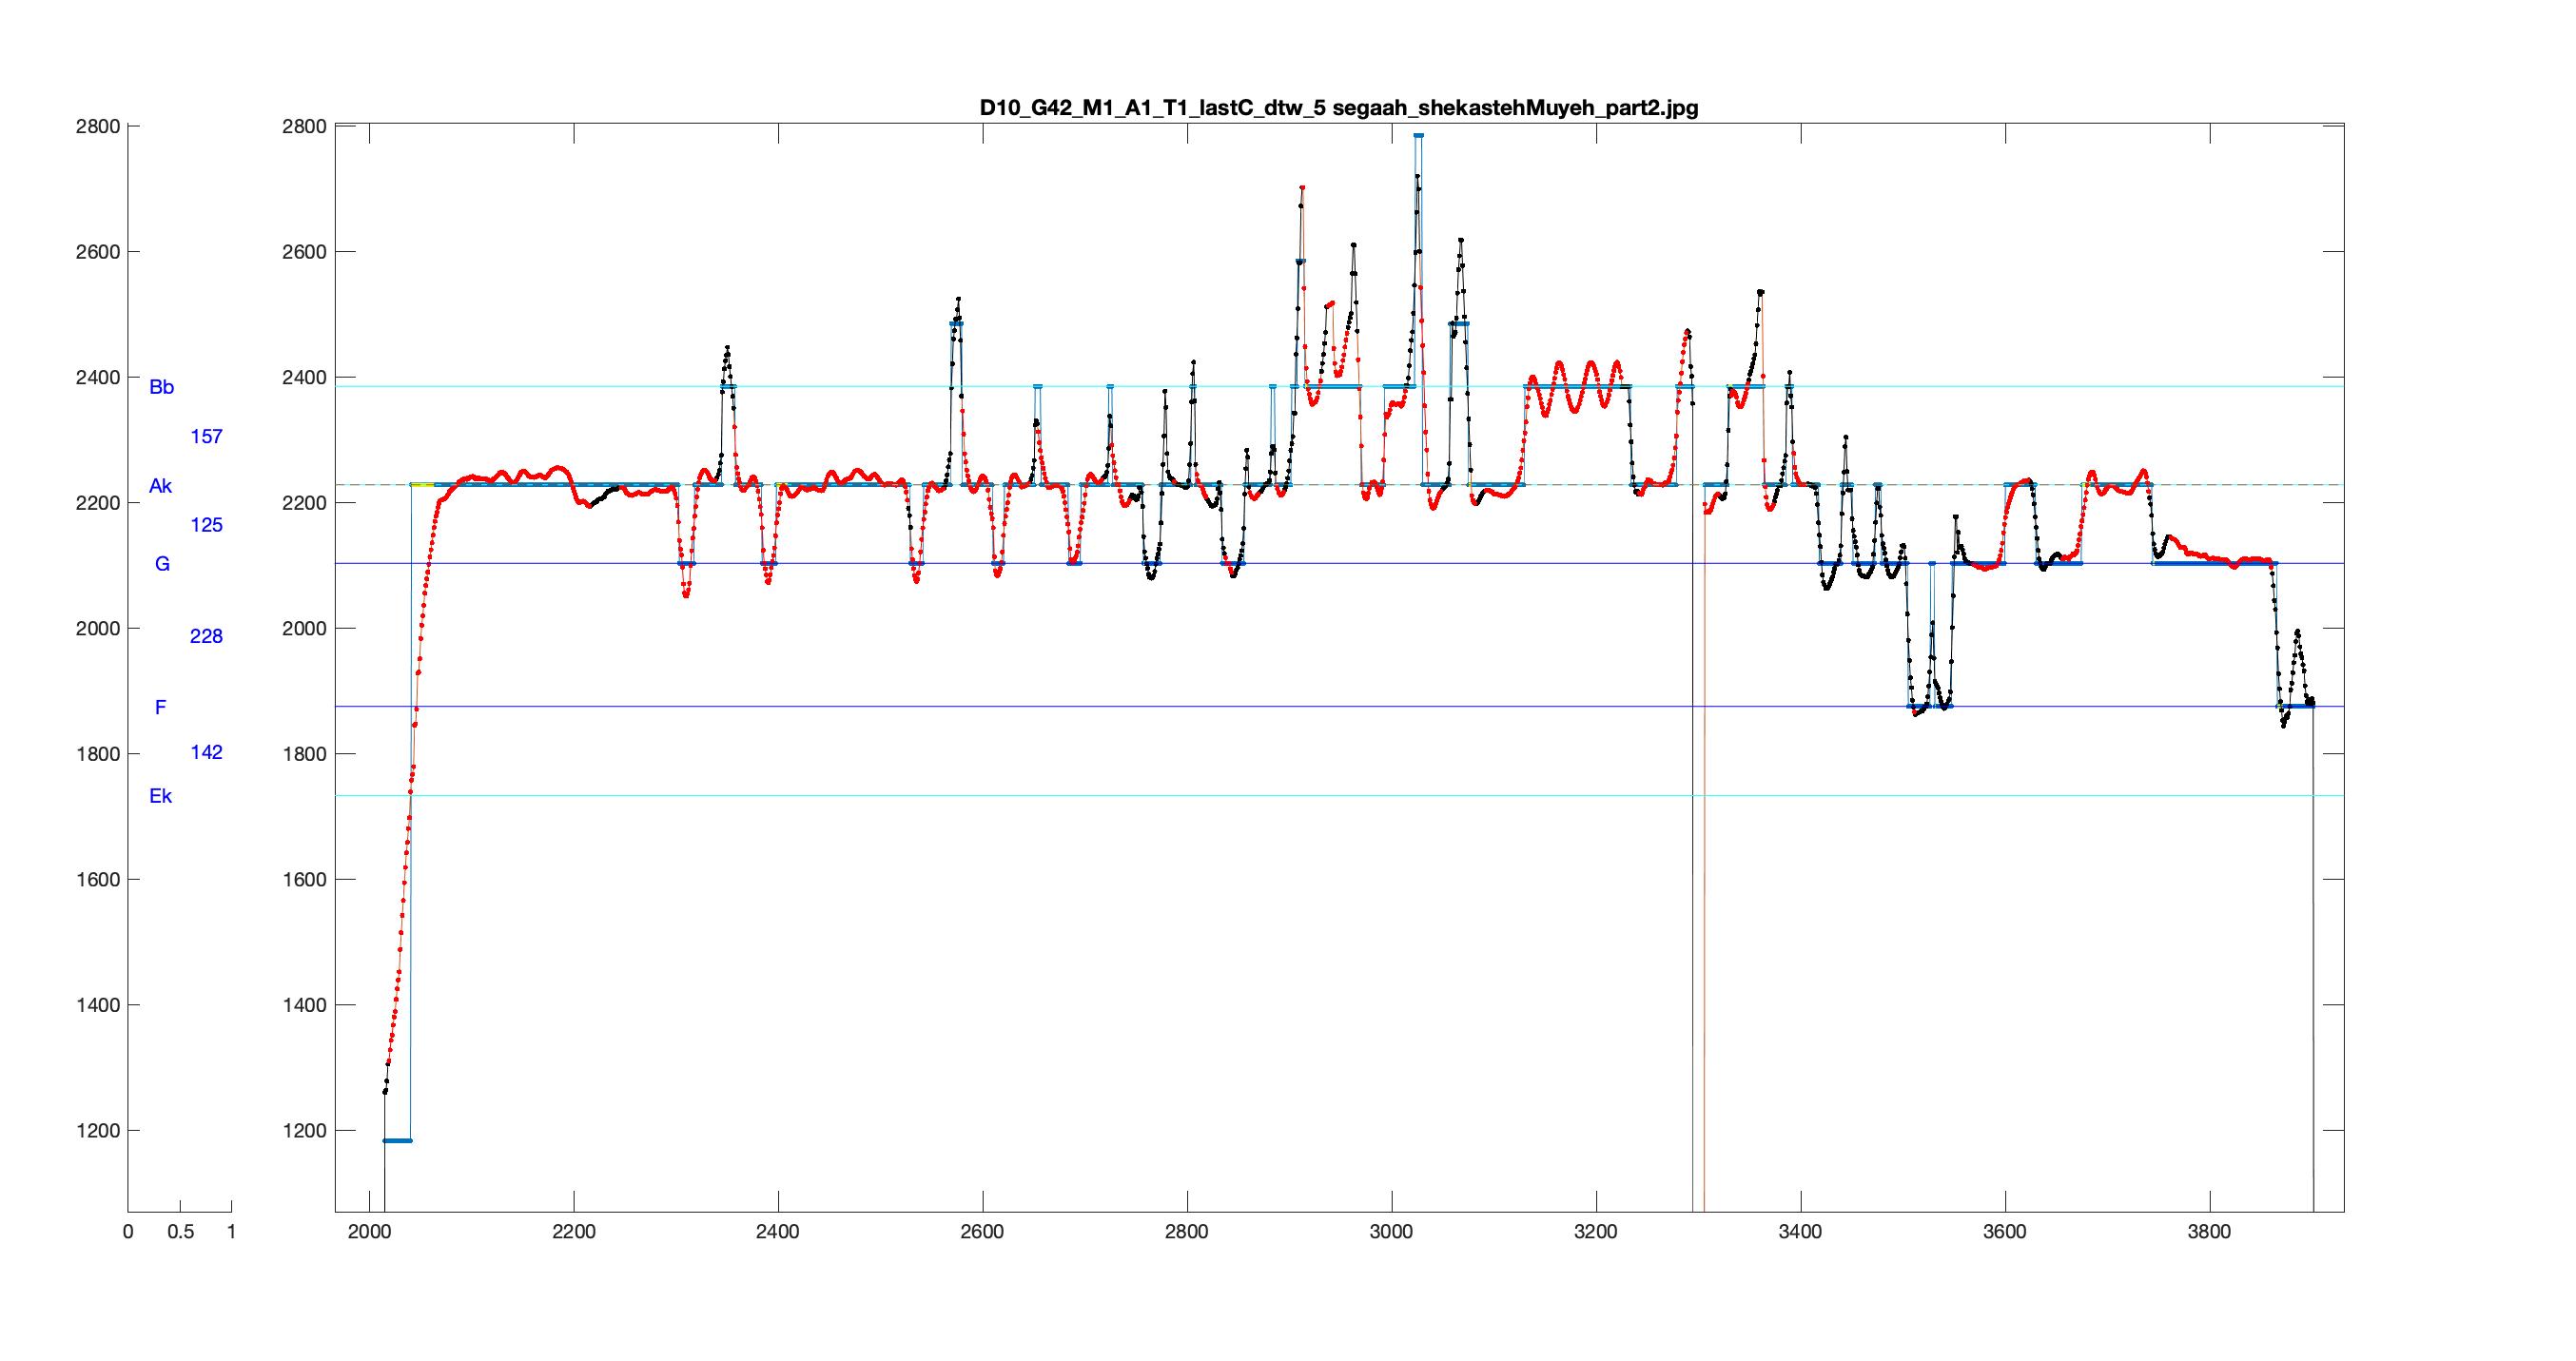 D10_G42_M1_A1_T1_lastC_dtw_5 segaah_shekastehMuyeh_part2.jpg
2800 2800
2600 2600
2400 Bb 2400
157
2200 Ak 2200
125
G
2000 228 2000
F
1800 142 1800
Ek
1600 1600
1400 1400
1200 1200
0 0.5 1 2000 2200 2400 2600 2800 3000 3200 3400 3600 3800